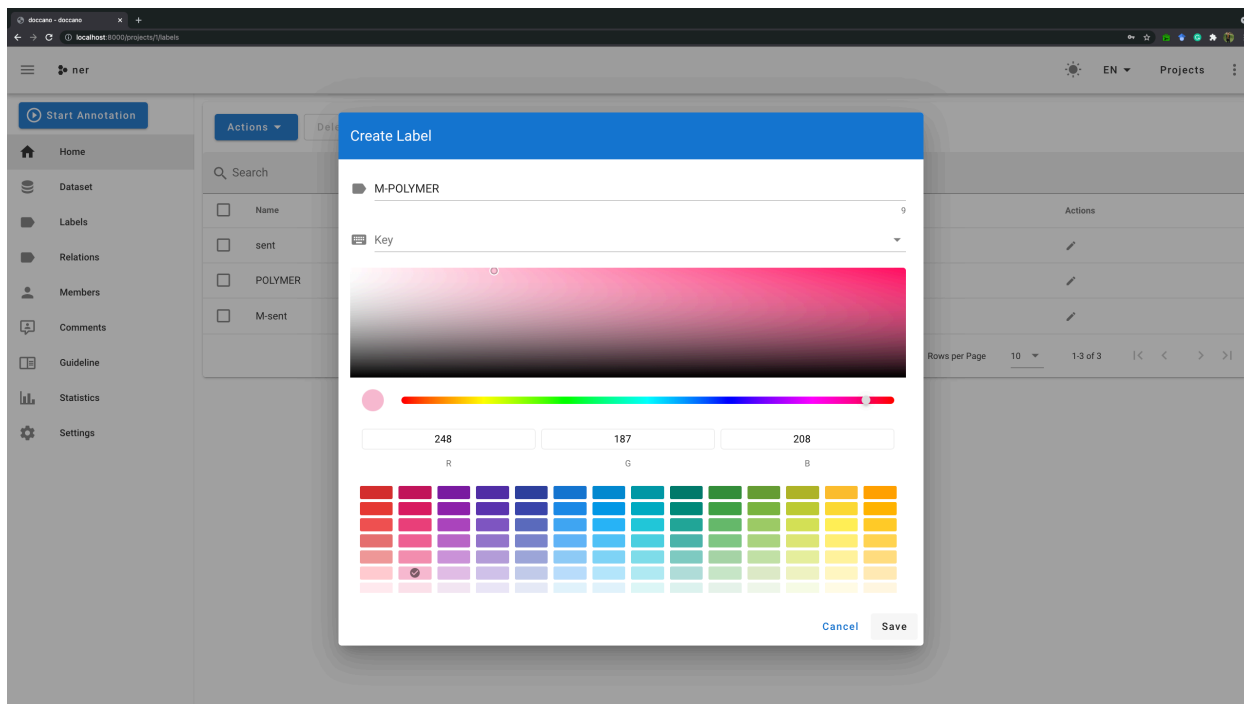 doccano - doccano
localhost:8000/projects/1/labels
ner
EN
Projects
Start Annotation
Home
Dataset
Labels
Relations
Members
Comments
Guideline
Statistics
Settings
Actions
Dele
Search
Name
Actions
sent
POLYMER
M-sent
Rows per Page
10
1-3 of 3
Create Label
M-POLYMER
9
Key
248 187 208
R G B
Cancel Save